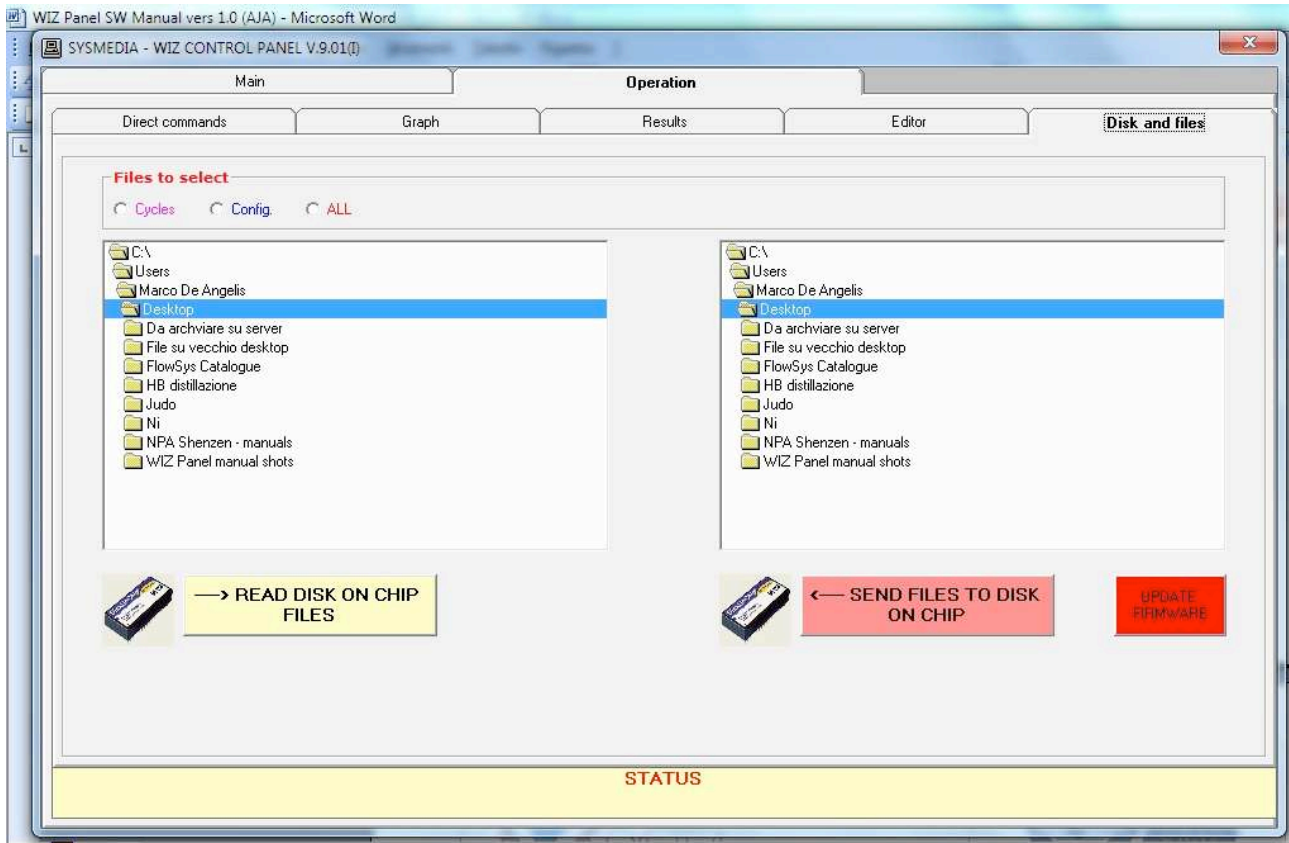 WIZ Panel SW Manual vers 1.0 (AJA) - Microsoft Word
SYSMEDIA - WIZ CONTROL PANEL V.9.01(I)
Main
Operation
Direct commands
Graph
Results
Editor
Disk and files
Files to select
Cycles
Config.
ALL
C:\
Users
Marco De Angelis
Desktop
Da archviare su server
File su vecchio desktop
FlowSys Catalogue
HB distillazione
Judo
Ni
NPA Shenzen - manuals
WIZ Panel manual shots
C:\
Users
Marco De Angelis
Desktop
Da archviare su server
File su vecchio desktop
FlowSys Catalogue
HB distillazione
Judo
Ni
NPA Shenzen - manuals
WIZ Panel manual shots
—> READ DISK ON CHIP
FILES
<— SEND FILES TO DISK
ON CHIP
UPDATE
FIRMWARE
STATUS